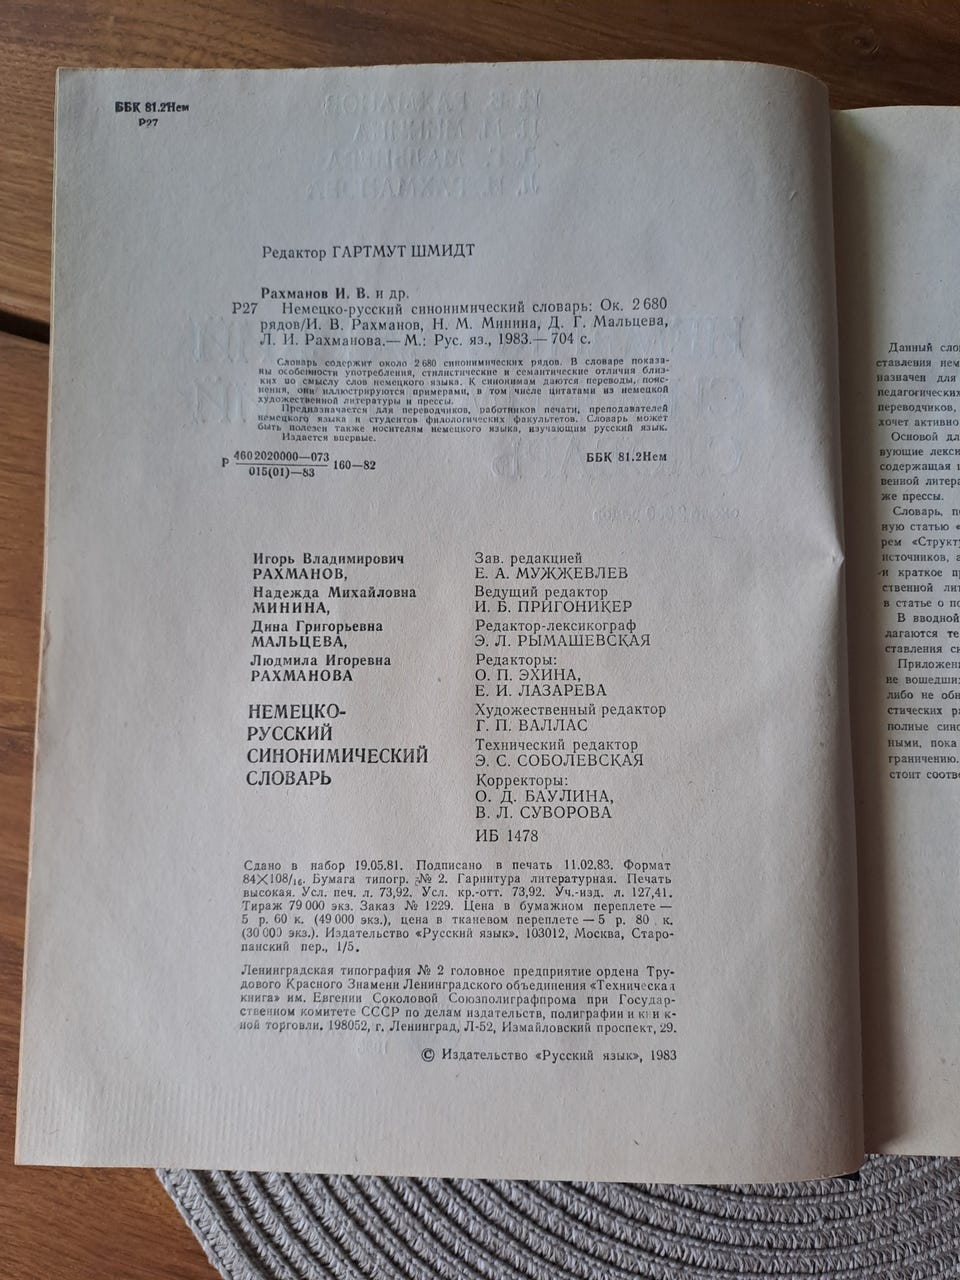 ББК 81.2Нем
Р27
Редактор ГАРТМУТ ШМИДТ
Рахманов И. В. и др.
Р27 Немецко-русский синонимический словарь: Ок. 2 680
рядов/И. В. Рахманов, Н. М. Минина, Д. Г. Мальцева,
Л. И. Рахманова.— М.: Рус. яз., 1983.— 704 с.
Словарь содержит около 2 680 синонимических рядов. В словаре показа-
ны особенности употребления, стилистические и семантические отличия близ-
ких по смыслу слов немецкого языка. К синонимам даются переводы, пояс-
нения, они иллюстрируются примерами, в том числе цитатами из немецкой
художественной литературы и прессы.
Предназначается для переводчиков, работников печати, преподавателей
немецкого языка и студентов филологических факультетов. Словарь может
быть полезен также носителям немецкого языка, изучающим русский язык.
Издается впервые.
Р 4602020000—073
015(01)—83 160—82
ББК 81.2Нем
Игорь Владимирович
РАХМАНОВ,
Надежда Михайловна
МИНИНА,
Дина Григорьевна
МАЛЬЦЕВА,
Людмила Игоревна
РАХМАНОВА
НЕМЕЦКО-
РУССКИЙ
СИНОНИМИЧЕСКИЙ
СЛОВАРЬ
Зав. редакцией
Е. А. МУЖЖЕВЛЕВ
Ведущий редактор
И. Б. ПРИГОНИКЕР
Редактор-лексикограф
Э. Л. РЫМАШЕВСКАЯ
Редакторы:
О. П. ЭХИНА,
Е. И. ЛАЗАРЕВА
Художественный редактор
Г. П. ВАЛЛАС
Технический редактор
Э. С. СОБОЛЕВСКАЯ
Корректоры:
О. Д. БАУЛИНА,
В. Л. СУВОРОВА
ИБ 1478
Сдано в набор 19.05.81. Подписано в печать 11.02.83. Формат
84×108/16. Бумага типогр. № 2. Гарнитура литературная. Печать
высокая. Усл. печ. л. 73,92. Усл. кр.-отт. 73,92. Уч.-изд. л. 127,41.
Тираж 79 000 экз. Заказ № 1229. Цена в бумажном переплете —
5 р. 60 к. (49 000 экз.), цена в тканевом переплете — 5 р. 80 к.
(30 000 экз.). Издательство «Русский язык». 103012, Москва, Старо-
панский пер., 1/5.
Ленинградская типография № 2 головное предприятие ордена Тру-
дового Красного Знамени Ленинградского объединения «Техническая
книга» им. Евгении Соколовой Союзполиграфпрома при Государ-
ственном комитете СССР по делам издательств, полиграфии и книж-
ной торговли. 198052, г. Ленинград, Л-52, Измайловский проспект, 29.
© Издательство «Русский язык», 1983
Данный сло
ставления нем
назначен для
педагогических
переводчиков,
хочет активно
Основой дл
вующие лекси
содержащая
венной литера
же прессы.
Словарь, по
ную статью «
рем «Структу
источников, а
и краткое пр
ственной лит
в статье о по
В вводной
лагаются те
ставления си
Приложени
не вошедши
либо не обн
стических р
полные сино
ными, пока
граничению.
стоит соотве